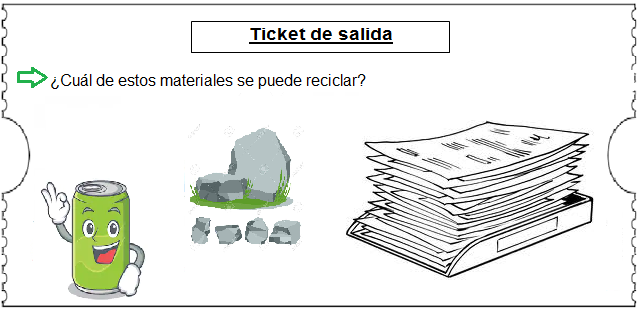 Ticket de salida
¿Cuál de estos materiales se puede reciclar?